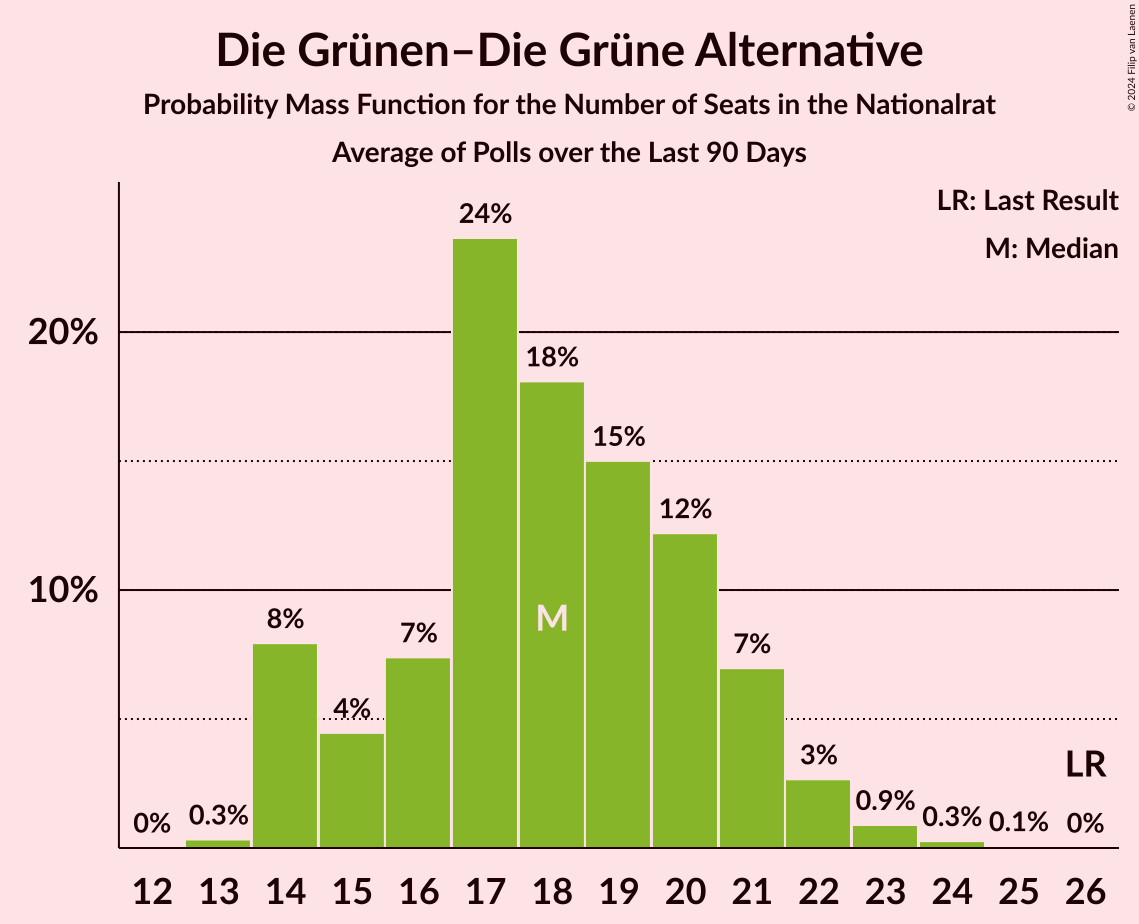 © 2024 Filip van Laenen
Die Grünen–Die Grüne Alternative
Probability Mass Function for the Number of Seats in the Nationalrat
Average of Polls over the Last 90 Days
LR: Last Result
M: Median
24%
20%
18%
15%
12%
10%
8%
7%
M
7%
4%
3%
LR
0%
0.3%
0.9%
0.3%
0.1%
0%
12 13 14 15 16 17 18 19 20 21 22 23 24 25 26